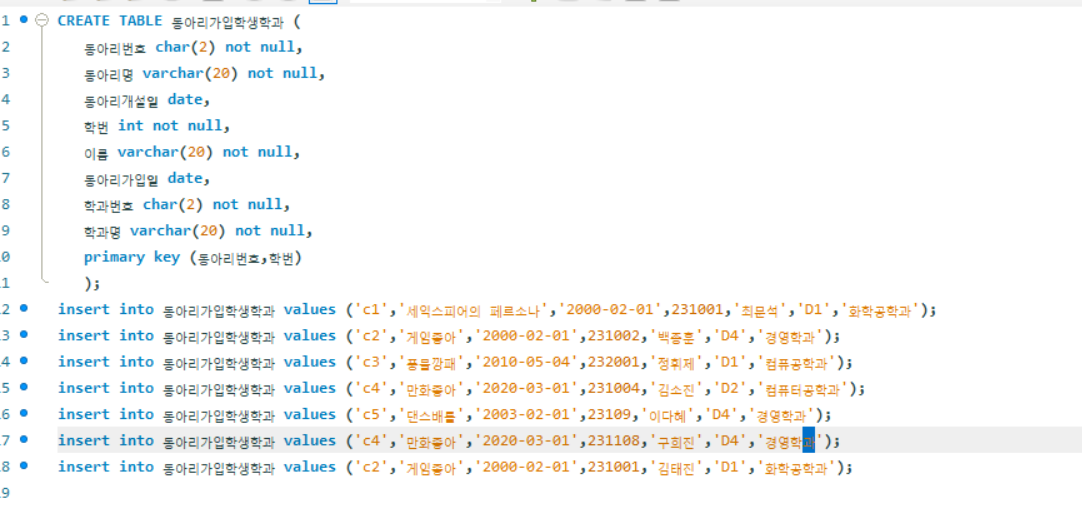 1 CREATE TABLE 동아리가입학생학과 (
2 동아리번호 char(2) not null,
3 동아리명 varchar(20) not null,
4 동아리개설일 date,
5 학번 int not null,
6 이름 varchar(20) not null,
7 동아리가입일 date,
8 학과번호 char(2) not null,
9 학과명 varchar(20) not null,
0 primary key (동아리번호,학번)
1 );
2 insert into 동아리가입학생학과 values ('c1','세익스피어의 페르소나','2000-02-01',231001,'최문석','D1','화학공학과');
3 insert into 동아리가입학생학과 values ('c2','게임좋아','2000-02-01',231002,'백종훈','D4','경영학과');
4 insert into 동아리가입학생학과 values ('c3','풍물깡패','2010-05-04',232001,'정휘제','D1','컴퓨공학과');
5 insert into 동아리가입학생학과 values ('c4','만화좋아','2020-03-01',231004,'김소진','D2','컴퓨터공학과');
6 insert into 동아리가입학생학과 values ('c5','댄스배틀','2003-02-01',23109,'이다혜','D4','경영학과');
7 insert into 동아리가입학생학과 values ('c4','만화좋아','2020-03-01',231108,'구희진','D4','경영학과');
8 insert into 동아리가입학생학과 values ('c2','게임좋아','2000-02-01',231001,'김태진','D1','화학공학과');
9